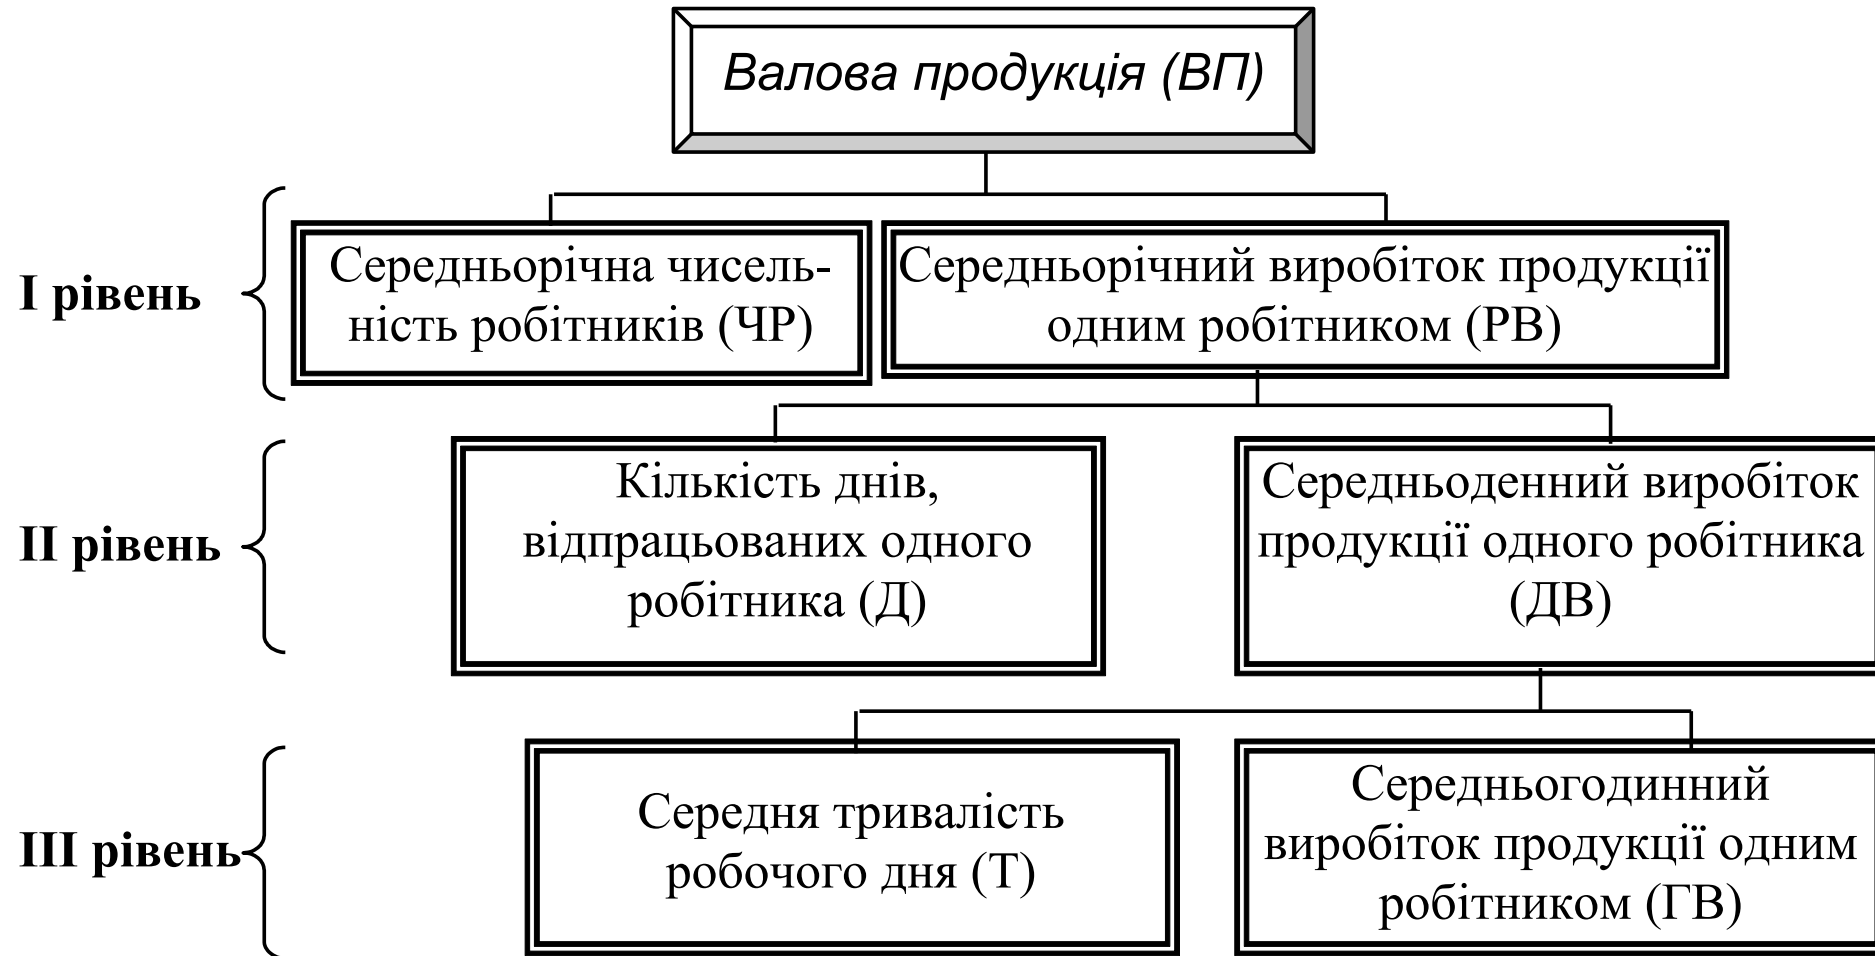 Валова продукція (ВП)
І рівень
Середньорічна чисель-
ність робітників (ЧР)
Середньорічний виробіток продукції
одним робітником (РВ)
ІІ рівень
Кількість днів,
відпрацьованих одного
робітника (Д)
Середньоденний виробіток
продукції одного робітника
(ДВ)
ІІІ рівень
Середня тривалість
робочого дня (Т)
Середньогодинний
виробіток продукції одним
робітником (ГВ)